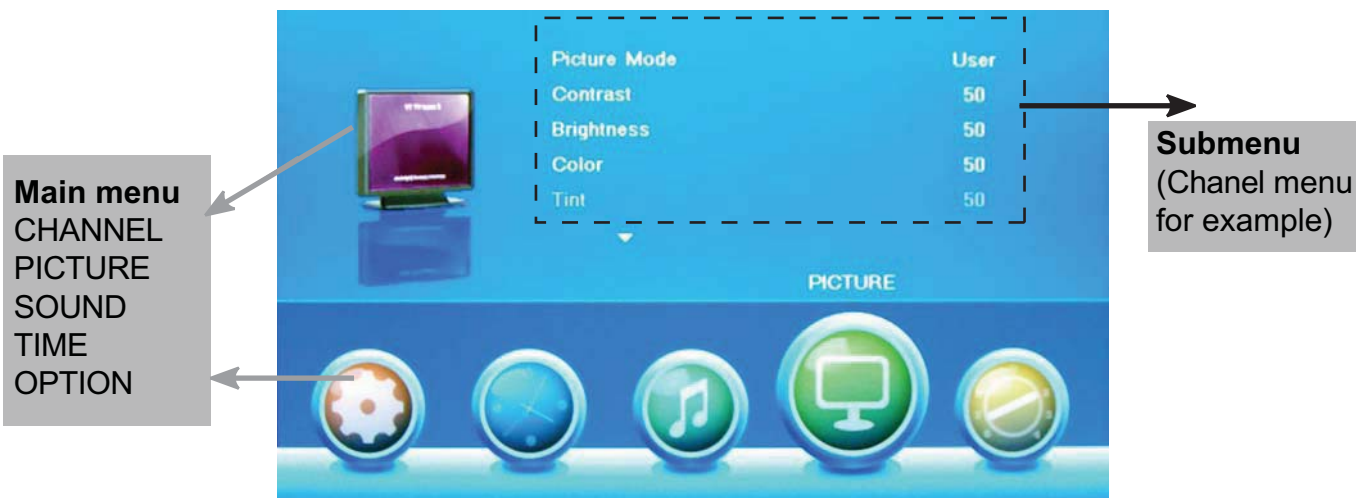 Main menu
CHANNEL
PICTURE
SOUND
TIME
OPTION
Picture Mode User
Contrast 50
Brightness 50
Color 50
Tint 50
PICTURE
Submenu
(Chanel menu
for example)